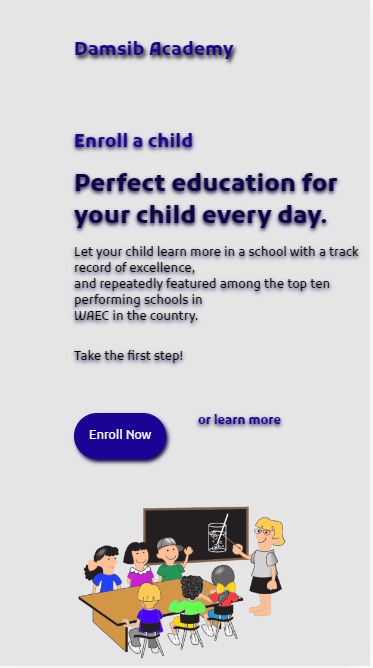 Damsib Academy
Enroll a child
Perfect education for
your child every day.
Let your child learn more in a school with a track
record of excellence,
and repeatedly featured among the top ten
performing schools in
WAEC in the country.
Take the first step!
Enroll Now
or learn more